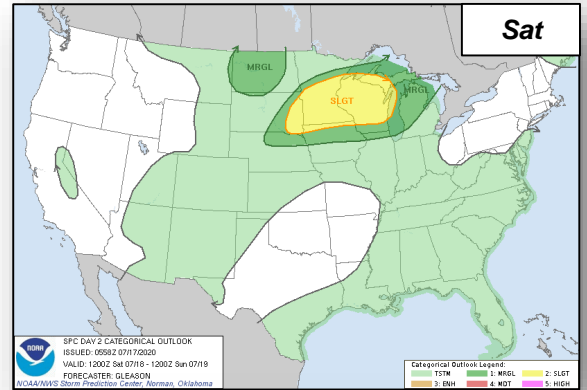 Sat
MRGL
SLGT
MRGL
NOAA
SPC DAY 2 CATEGORICAL OUTLOOK
ISSUED: 0558Z 07/17/2020
VALID: 1200Z Sat 07/18 - 1200Z Sun 07/19
FORECASTER: GLEASON
NOAA/NWS Storm Prediction Center, Norman, Oklahoma
Categorical Outlook Legend:
TSTM 1: MRGL 2: SLGT
3: ENH 4: MDT 5: HIGH